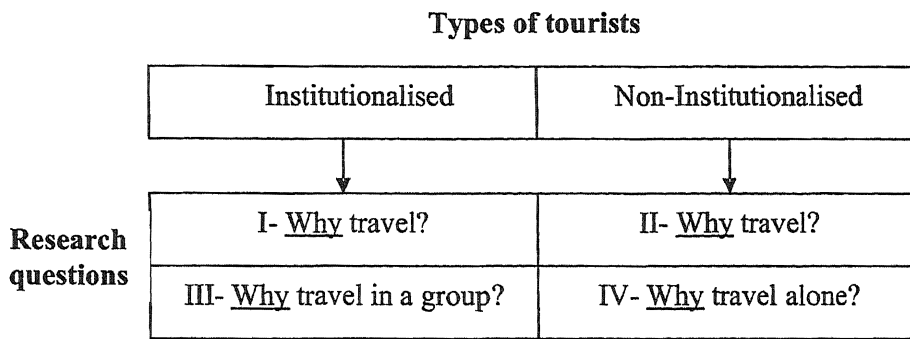 Types of tourists
Institutionalised Non-Institutionalised
I- Why travel? II- Why travel?
Research
questions
III- Why travel in a group? IV- Why travel alone?